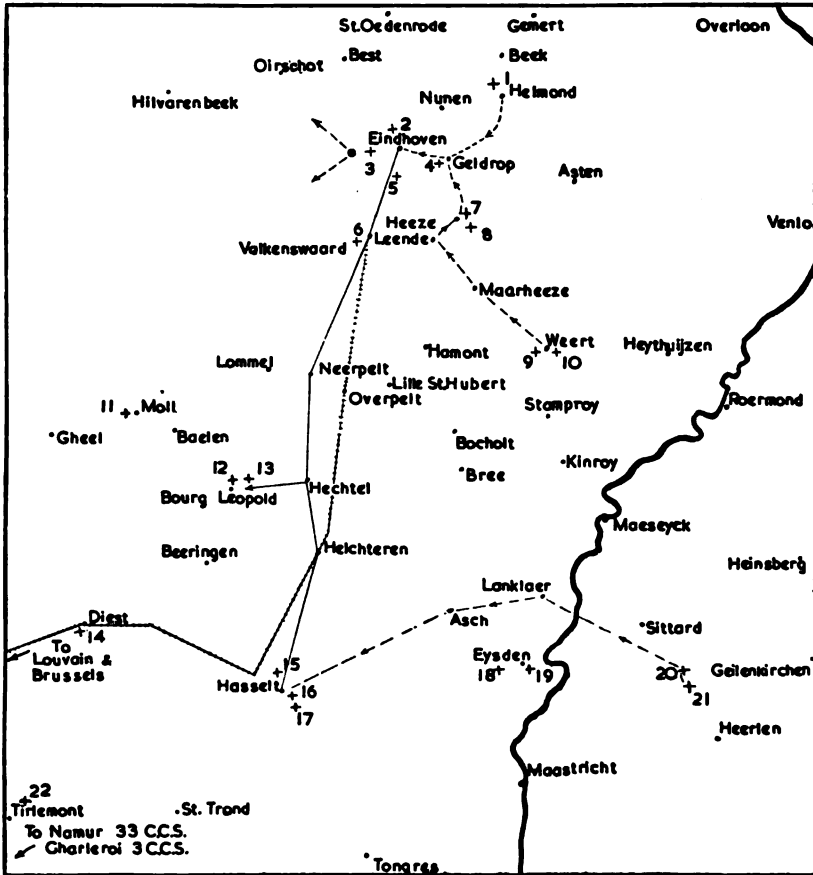 St.Oedenrode
Gemert
Overloon
Best
Beek
Oirschot
1
Helmond
Hilvarenbeek
Nunen
2
Eindhoven
3
4
Geldrop
5
Asten
7
Heeze
8
6
Leende
Valkenswaard
Venlo
Maarheeze
Weert
9
10
Heythuijzen
Hamont
Lommel
Neerpelt
Lille St.Hubert
Overpelt
Stamproy
Roermond
11
Moll
Gheel
Baelen
Bocholt
Kinroy
Bree
12
13
Bourg Leopold
Hechtel
Maeseyck
Helchteren
Beeringen
Heinsberg
Lanklaer
Asch
Sittard
Diest
14
To
Louvain &
Brussels
15
Eysden
18
19
20
Geilenkirchen
Hasselt
16
21
17
Heerlen
Maastricht
22
Tirlemont
St. Trond
To Namur 33 C.C.S.
Charleroi 3 C.C.S.
Tongres